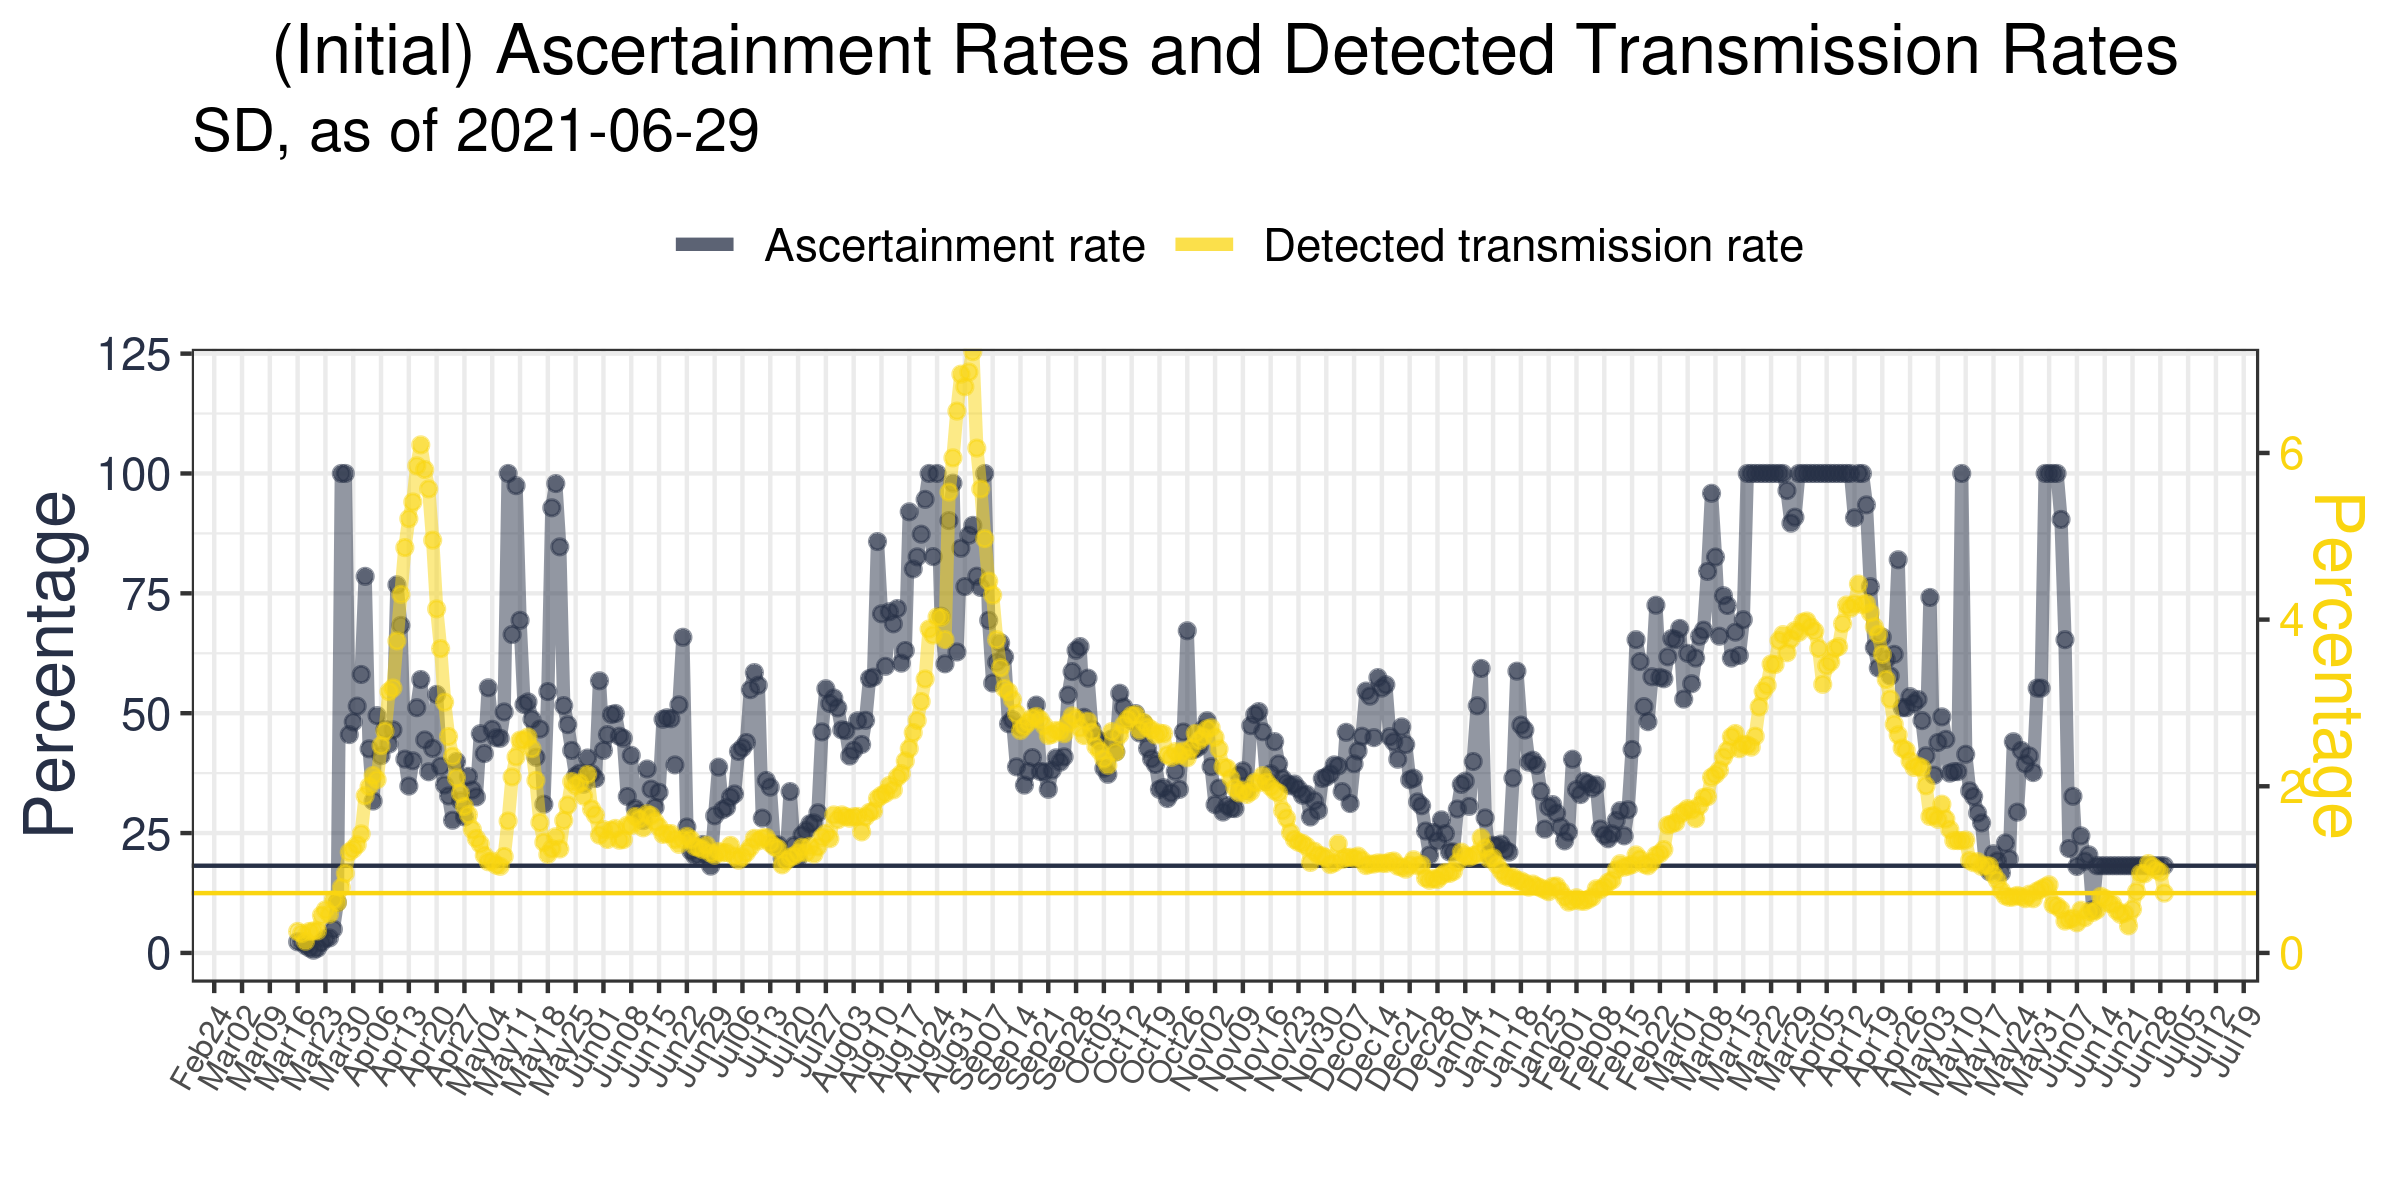 (Initial) Ascertainment Rates and Detected Transmission Rates
SD, as of 2021-06-29
Ascertainment rate
Detected transmission rate
125
100
75
50
25
0
Percentage
6
4
2
0
Percentage
Feb24
Mar02
Mar09
Mar16
Mar23
Mar30
Apr06
Apr13
Apr20
Apr27
May04
May11
May18
May25
Jun01
Jun08
Jun15
Jun22
Jun29
Jul06
Jul13
Jul20
Jul27
Aug03
Aug10
Aug17
Aug24
Aug31
Sep07
Sep14
Sep21
Sep28
Oct05
Oct12
Oct19
Oct26
Nov02
Nov09
Nov16
Nov23
Nov30
Dec07
Dec14
Dec21
Dec28
Jan04
Jan11
Jan18
Jan25
Feb01
Feb08
Feb15
Feb22
Mar01
Mar08
Mar15
Mar22
Mar29
Apr05
Apr12
Apr19
Apr26
May03
May10
May17
May24
May31
Jun07
Jun14
Jun21
Jun28
Jul05
Jul12
Jul19